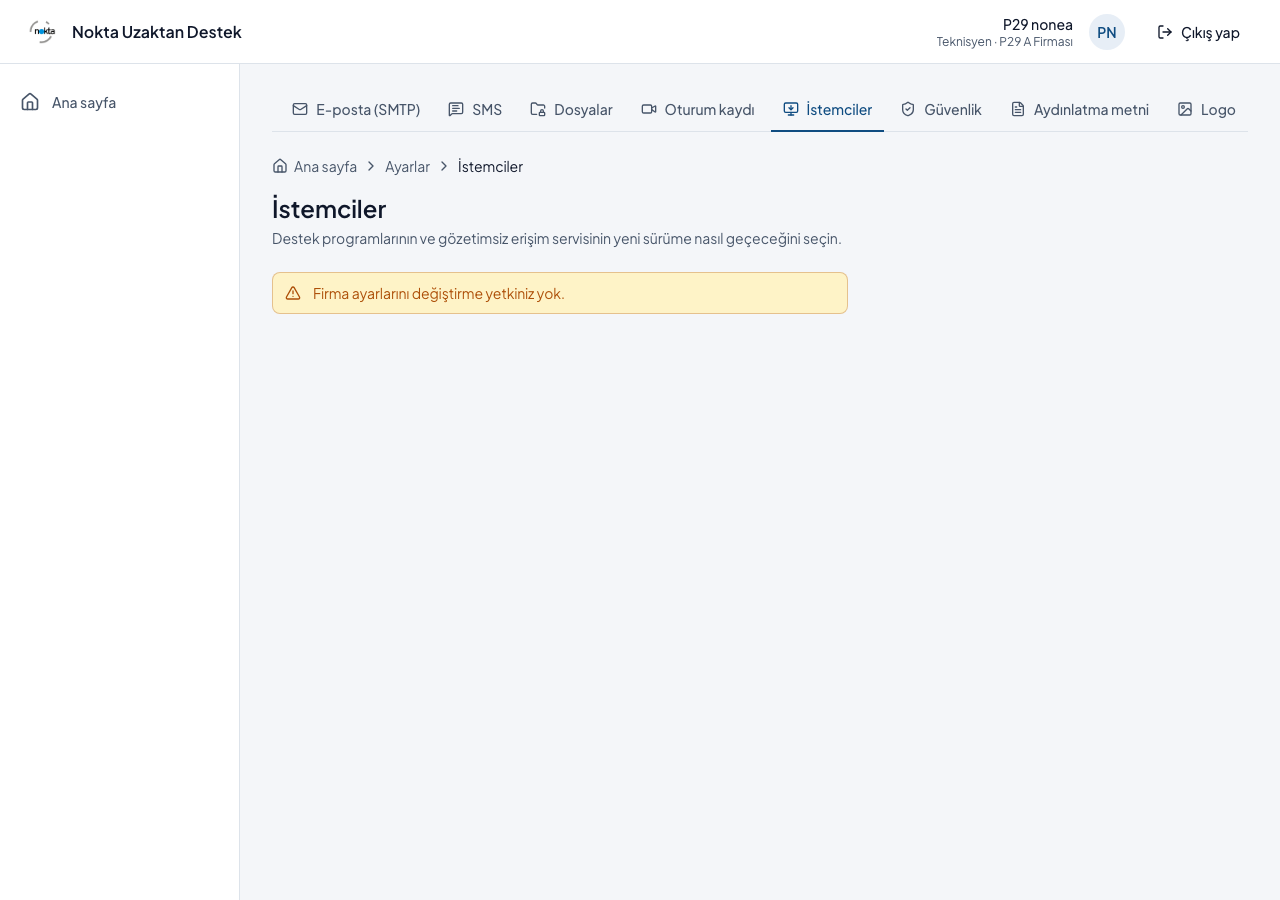 nokta
Nokta Uzaktan Destek
P29 nonea
Teknisyen · P29 A Firması
PN
Çıkış yap
Ana sayfa
E-posta (SMTP)
SMS
Dosyalar
Oturum kaydı
İstemciler
Güvenlik
Aydınlatma metni
Logo
Ana sayfa > Ayarlar > İstemciler
İstemciler
Destek programlarının ve gözetimsiz erişim servisinin yeni sürüme nasıl geçeceğini seçin.
Firma ayarlarını değiştirme yetkiniz yok.